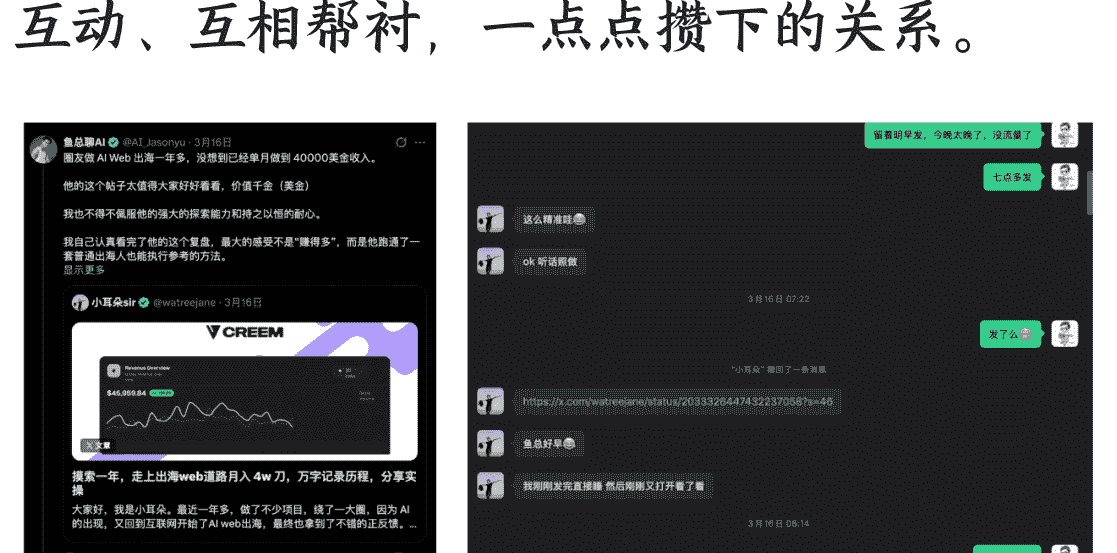 互动、互相帮衬，一点点攒下的关系。
鱼总聊AI @AI_Jasonyu · 3月16日
圈友做 AI Web 出海一年多，没想到已经单月做到 40000美金收入。
他的这个帖子太值得大家好好看看，价值千金（美金）
我也不得不佩服他的强大的探索能力和持之以恒的耐心。
我自己认真看完了他的这个复盘，最大的感受不是“赚得多”，而是他跑通了一
套普通出海人也能执行参考的方法。
显示更多
小耳朵sir @watreejane · 3月16日
CREEM
Revenue Overview
$45,059.84
X 文章
摸索一年，走上出海web道路月入 4w 刀，万字记录历程，分享实
操
大家好，我是小耳朵。最近一年多，做了不少项目，绕了一大圈，因为 AI
的出现，又回到互联网开始了AI web出海，最终也拿到了不错的正反馈。...
留着明早发，今晚太晚了，没流量了
七点多发
这么精准哇
ok 听话照做
3月16日 07:22
发了么
“小耳朵” 撤回了一条消息
https://x.com/watreejane/status/2033326447432237058?s=46
鱼总好早
我刚刚发完直接睡 然后刚刚又打开看了看
3月16日 08:14